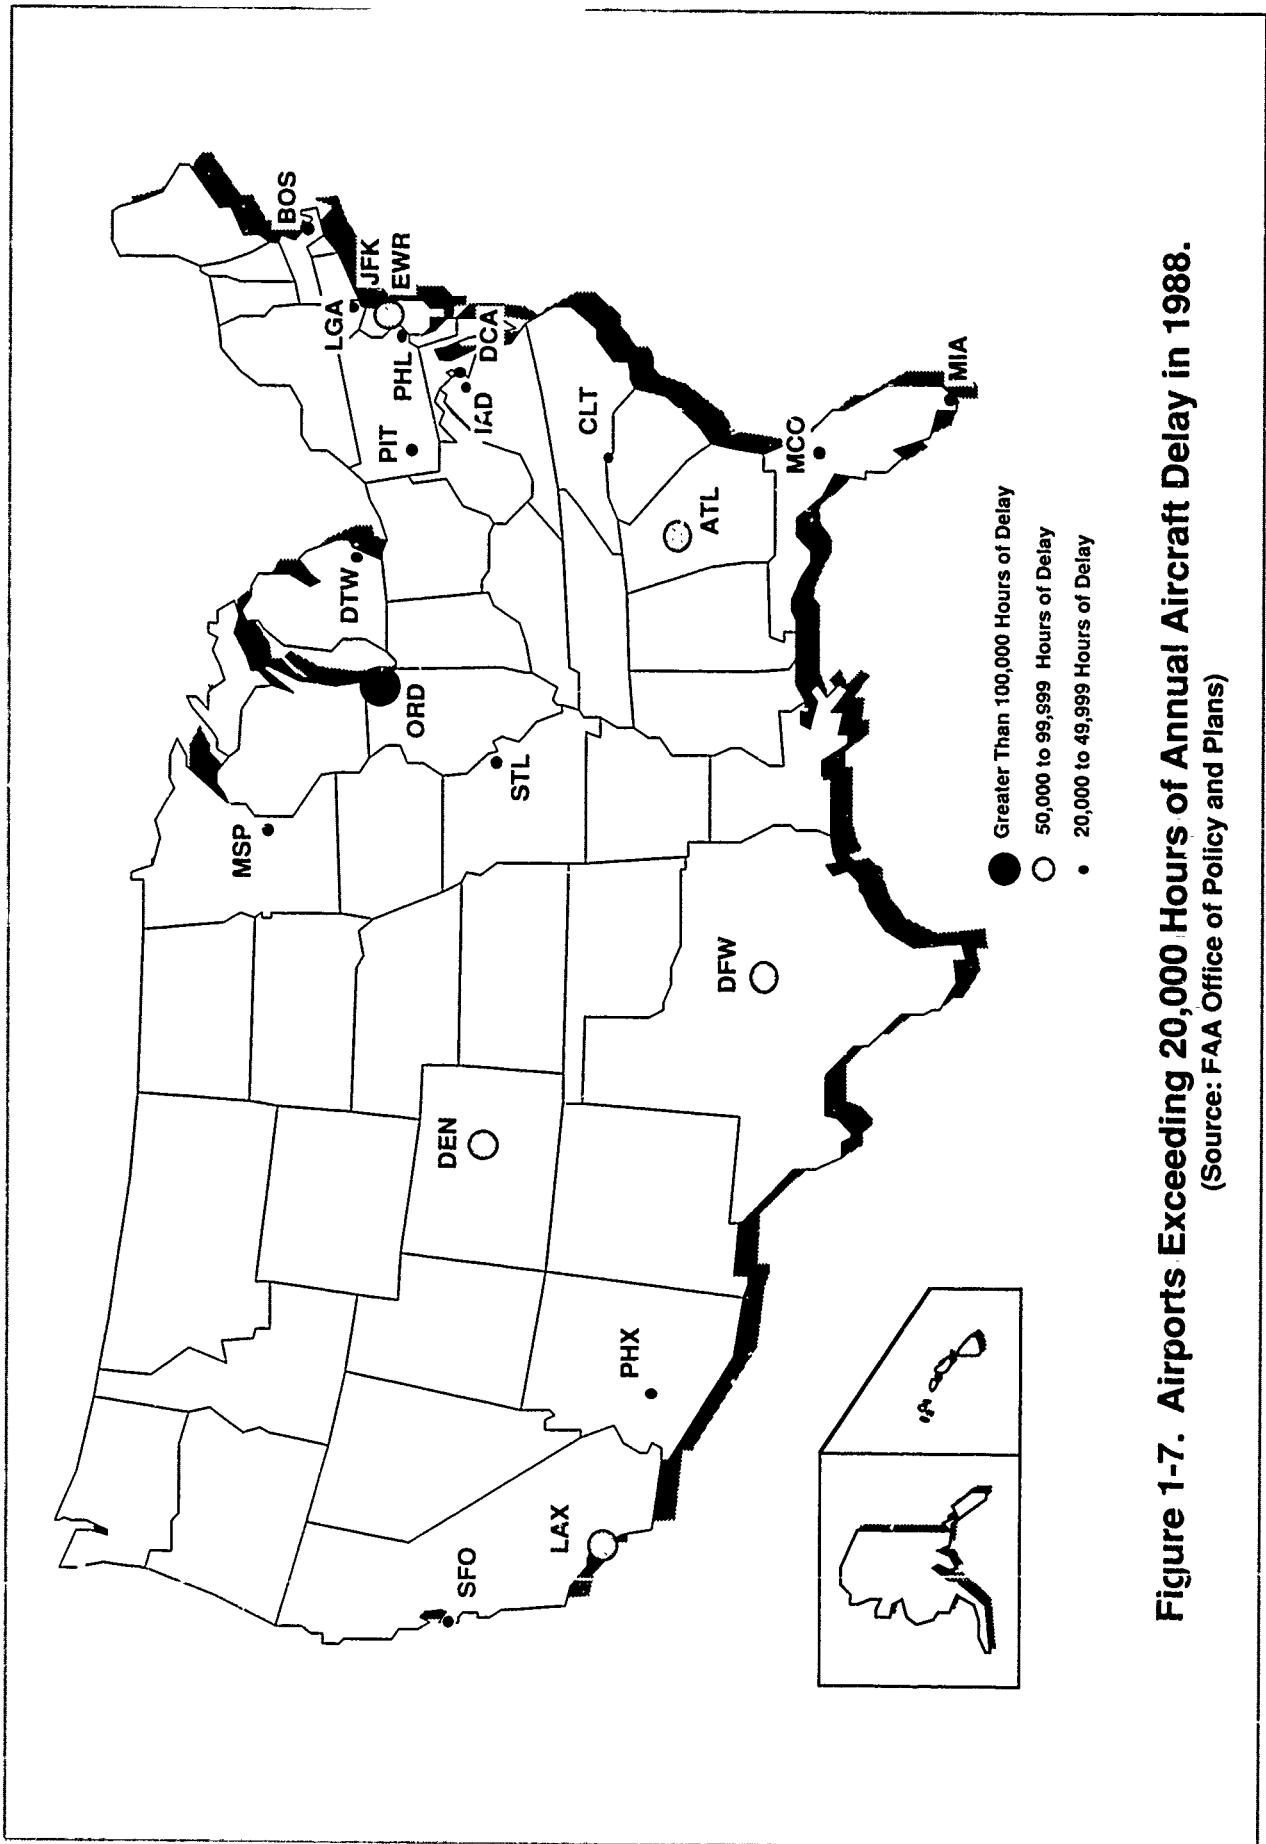 BOS
LGA
JFK
EWR
PHL
DCA
PIT
IAD
DTW
CLT
ORD
MSP
STL
ATL
MCO
MIA
DEN
DFW
SFO
LAX
PHX
Greater Than 100,000 Hours of Delay
50,000 to 99,999 Hours of Delay
20,000 to 49,999 Hours of Delay
Figure 1-7. Airports Exceeding 20,000 Hours of Annual Aircraft Delay in 1988.
(Source: FAA Office of Policy and Plans)